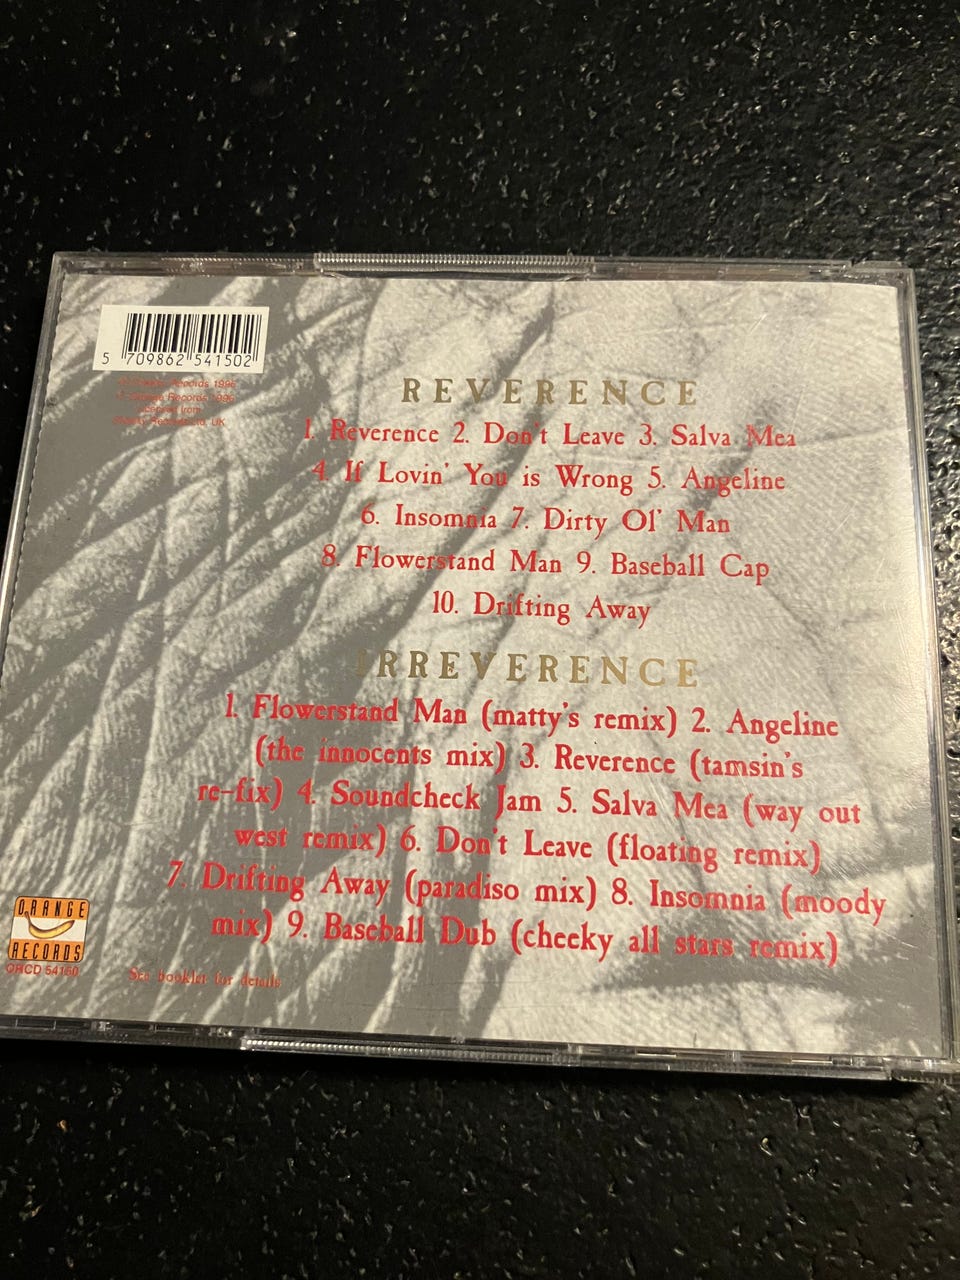 5 709862 541502
Records 1996
Records 1996
Licensed from
Records Ltd, UK
REVERENCE
1. Reverence 2. Don't Leave 3. Salva Mea
4. If Lovin' You is Wrong 5. Angeline
6. Insomnia 7. Dirty Ol' Man
8. Flowerstand Man 9. Baseball Cap
10. Drifting Away
IRREVERENCE
1. Flowerstand Man (matty's remix) 2. Angeline
(the innocents mix) 3. Reverence (tamsin's
re-fix) 4. Soundcheck Jam 5. Salva Mea (way out
west remix) 6. Don't Leave (floating remix)
7. Drifting Away (paradiso mix) 8. Insomnia (moody
mix) 9. Baseball Dub (cheeky all stars remix)
ORANGE
RECORDS
ORCD 54150
See booklet for details